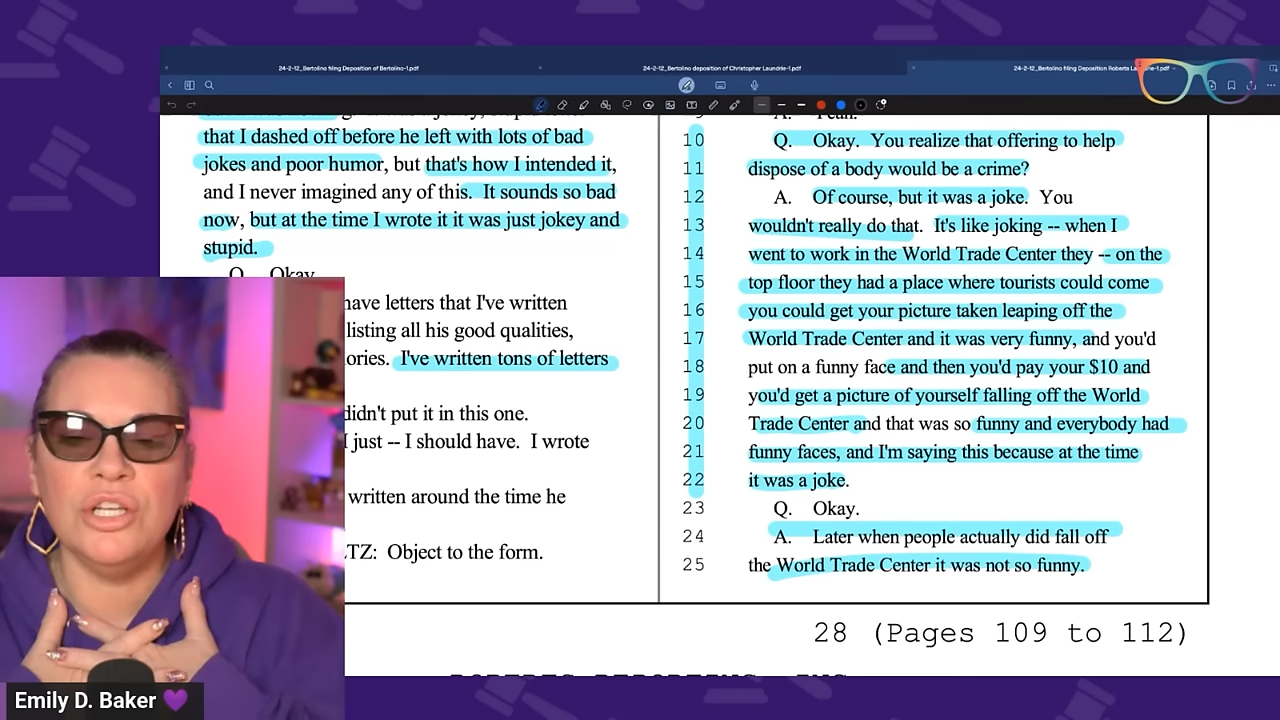 24-2-12_Bertolino filing Deposition of Bertolino-1.pdf
24-2-12_Bertolino deposition of Christopher Laundrie-1.pdf
24-2-12_Bertolino filing Deposition Roberta
that I dashed off before he left with lots of bad
jokes and poor humor, but that's how I intended it,
and I never imagined any of this. It sounds so bad
now, but at the time I wrote it it was just jokey and
stupid.
Q. Okay.
have letters that I've written
listing all his good qualities,
ories. I've written tons of letters
didn't put it in this one.
I just -- I should have. I wrote
written around the time he
TZ: Object to the form.
A. Yeah.
10 Q. Okay. You realize that offering to help
11 dispose of a body would be a crime?
12 A. Of course, but it was a joke. You
13 wouldn't really do that. It's like joking -- when I
14 went to work in the World Trade Center they -- on the
15 top floor they had a place where tourists could come
16 you could get your picture taken leaping off the
17 World Trade Center and it was very funny, and you'd
18 put on a funny face and then you'd pay your $10 and
19 you'd get a picture of yourself falling off the World
20 Trade Center and that was so funny and everybody had
21 funny faces, and I'm saying this because at the time
22 it was a joke.
23 Q. Okay.
24 A. Later when people actually did fall off
25 the World Trade Center it was not so funny.
28 (Pages 109 to 112)
Emily D. Baker 💜